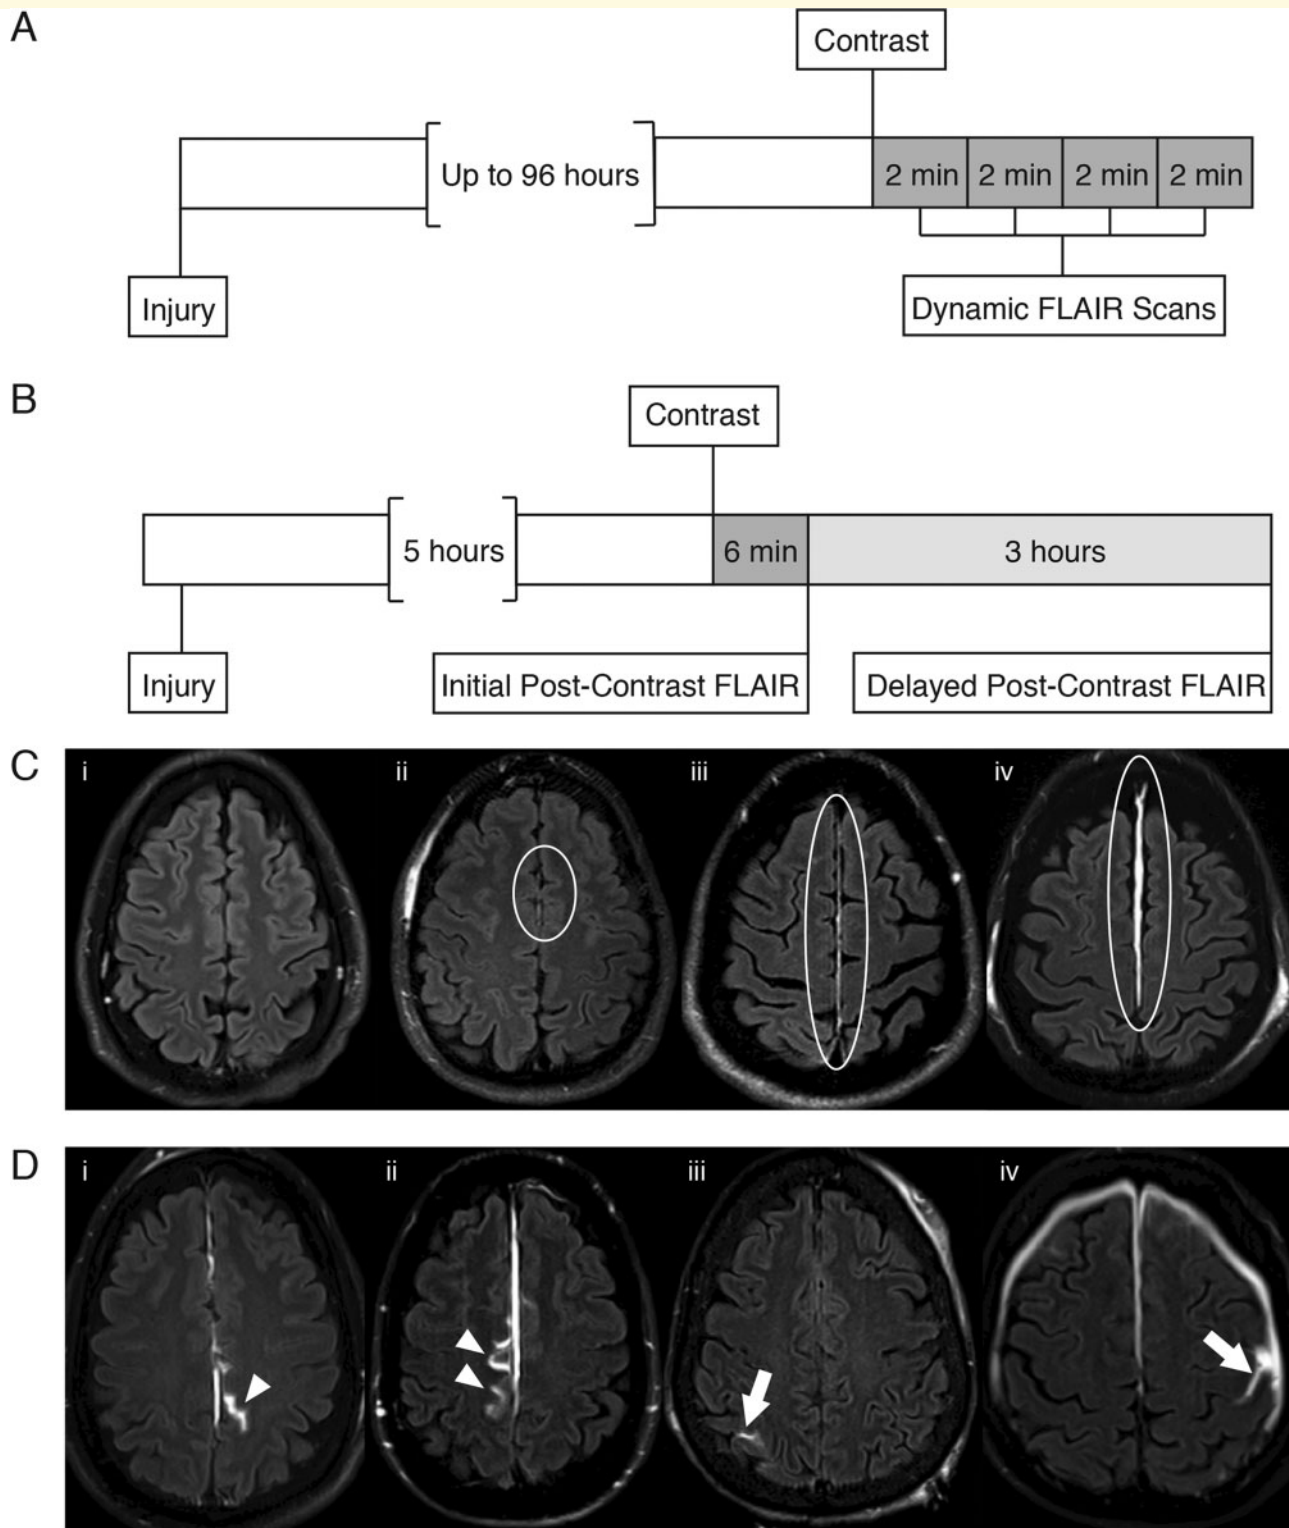 A
Contrast
Up to 96 hours
2 min 2 min 2 min 2 min
Injury
Dynamic FLAIR Scans
B
Contrast
5 hours
6 min
3 hours
Injury
Initial Post-Contrast FLAIR
Delayed Post-Contrast FLAIR
C
i
ii
iii
iv
D
i
ii
iii
iv